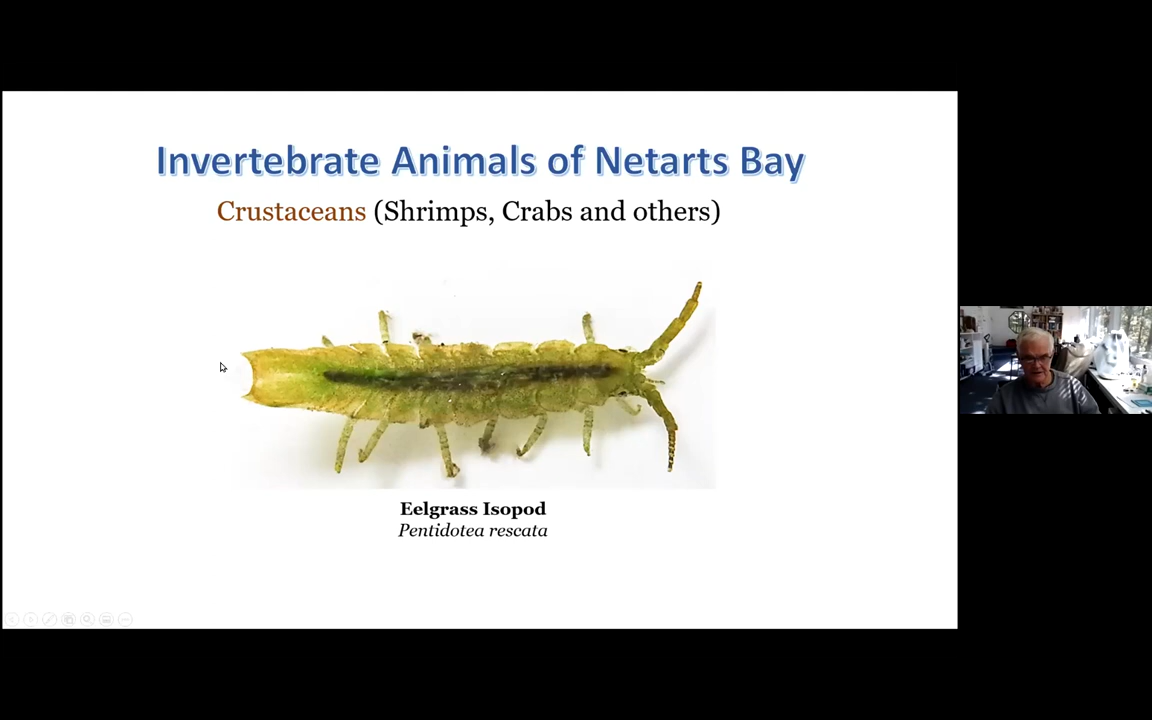 Invertebrate Animals of Netarts Bay
Crustaceans (Shrimps, Crabs and others)
Eelgrass Isopod
Pentidotea rescata